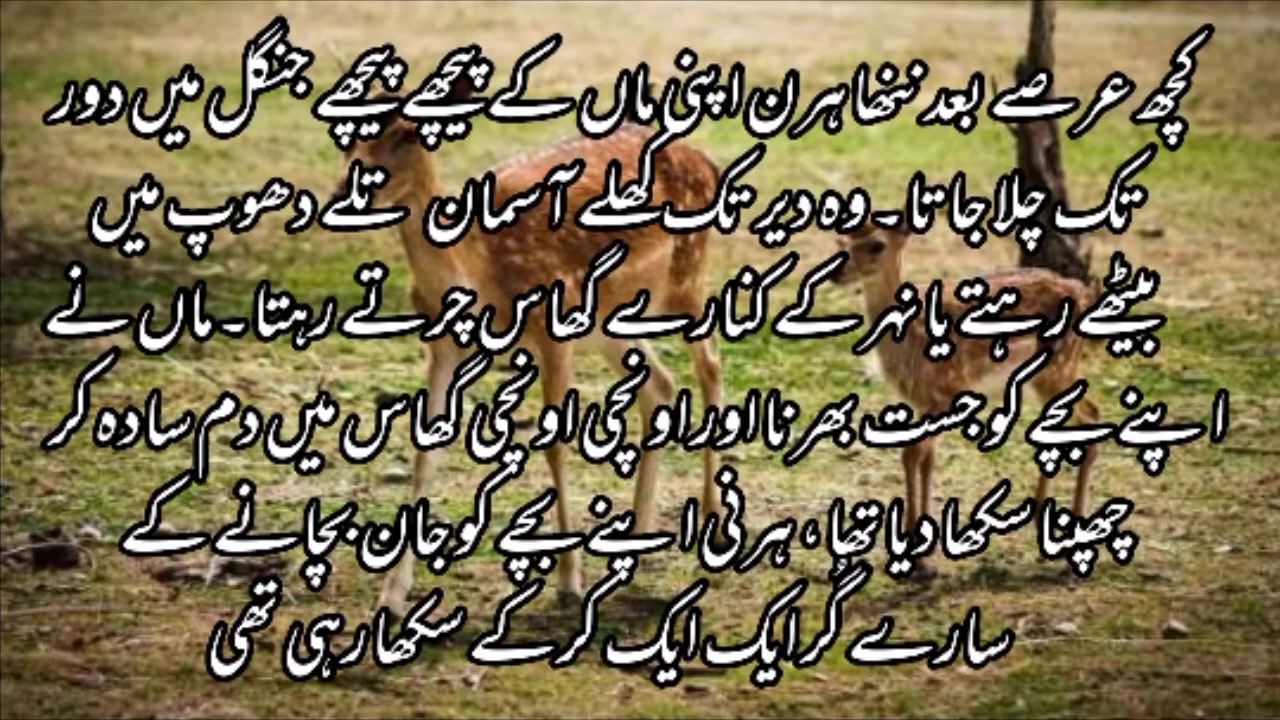 کچھ عرصے بعد ننھا ہرن اپنی ماں کے پیچھے پیچھے جنگل میں دور
تک چلا جاتا۔ وہ دیر تک کھلے آسمان تلے دھوپ میں
بیٹھے رہتے یا نہر کے کنارے گھاس چرتے رہتا۔ ماں نے
اپنے بچے کو جست بھرنا اور اونچی اونچی گھاس میں دم سادہ کر
چھپنا سکھا دیا تھا، ہرنی اپنے بچے کو جان بچانے کے
سارے گر ایک ایک کر کے سکھا رہی تھی